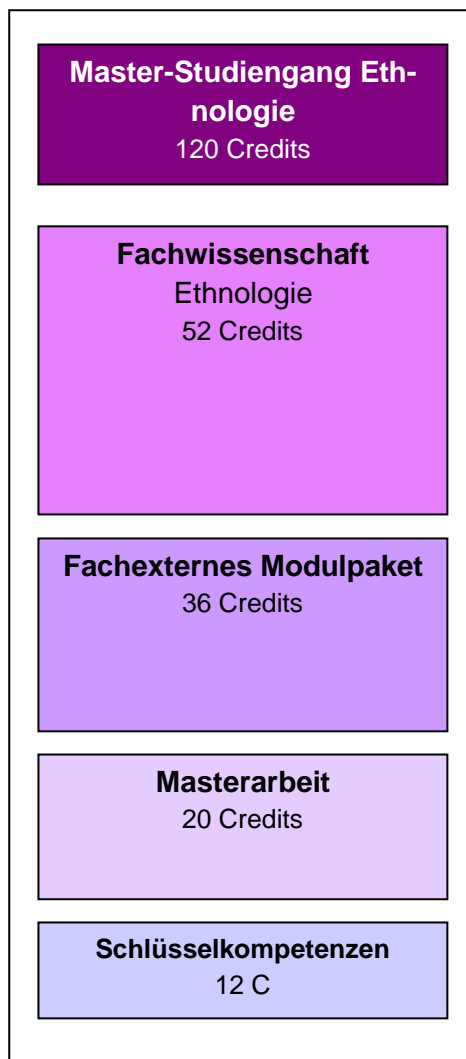 Master-Studiengang Eth-
nologie
120 Credits
Fachwissenschaft
Ethnologie
52 Credits
Fachexternes Modulpaket
36 Credits
Masterarbeit
20 Credits
Schlüsselkompetenzen
12 C